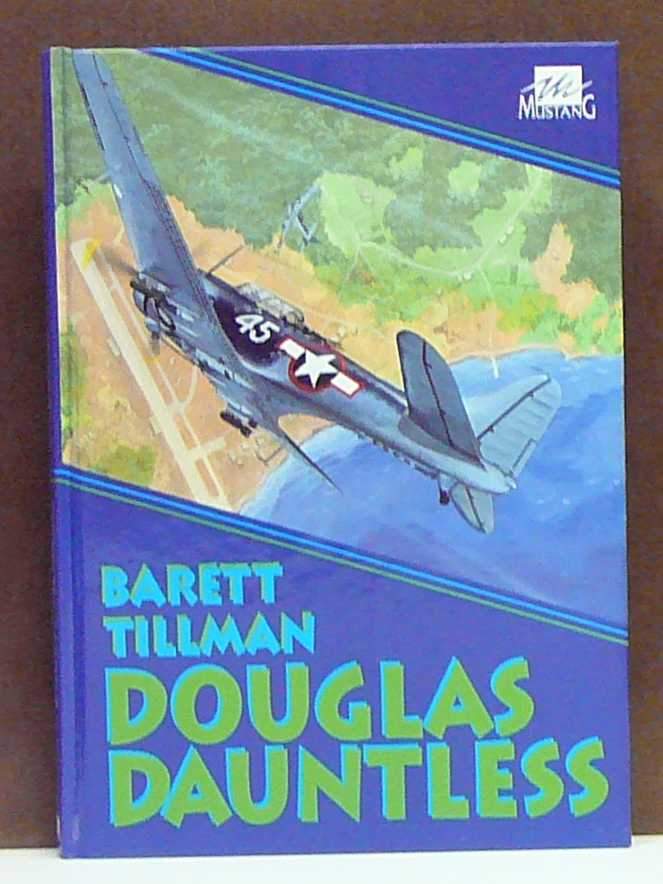 MUSTANG
45
BARETT
TILLMAN
DOUGLAS
DAUNTLESS